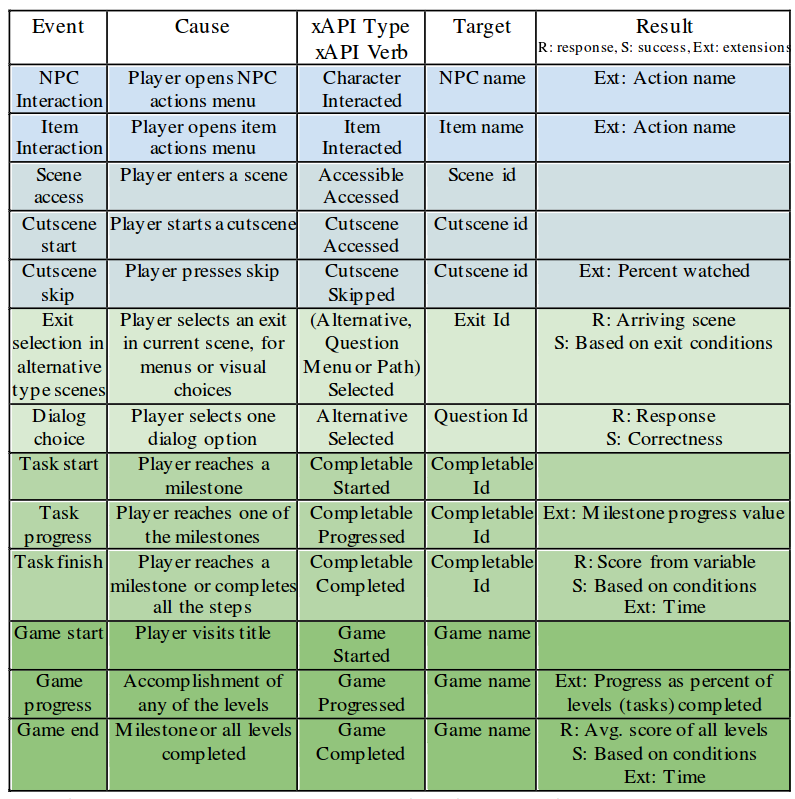 Event Cause xAPI Type Target Result
xAPI Verb R: response, S: success, Ext: extensions
NPC Player opens NPC Character NPC name Ext: Action name
Interaction actions menu Interacted
Item Player opens item Item Item name Ext: Action name
Interaction actions menu Interacted
Scene Player enters a scene Accessible Scene id
access Accessed
Cutscene Player starts a cutscene Cutscene Cutscene id
start Accessed
Cutscene Player presses skip Cutscene Cutscene id Ext: Percent watched
skip Skipped
Exit Player selects an exit (Alternative, Exit Id R: Arriving scene
selection in in current scene, for Question S: Based on exit conditions
alternative menus or visual Menu or Path)
type scenes choices Selected
Dialog Player selects one Alternative Question Id R: Response
choice dialog option Selected S: Correctness
Task start Player reaches a Completable Completable
milestone Started Id
Task Player reaches one of Completable Completable Ext: Milestone progress value
progress the milestones Progressed Id
Task finish Player reaches a Completable Completable R: Score from variable
milestone or completes Completed Id S: Based on conditions
all the steps Ext: Time
Game start Player visits title Game Game name
Started
Game Accomplishment of Game Game name Ext: Progress as percent of
progress any of the levels Progressed levels (tasks) completed
Game end Milestone or all levels Game Game name R: Avg. score of all levels
completed Completed S: Based on conditions
Ext: Time